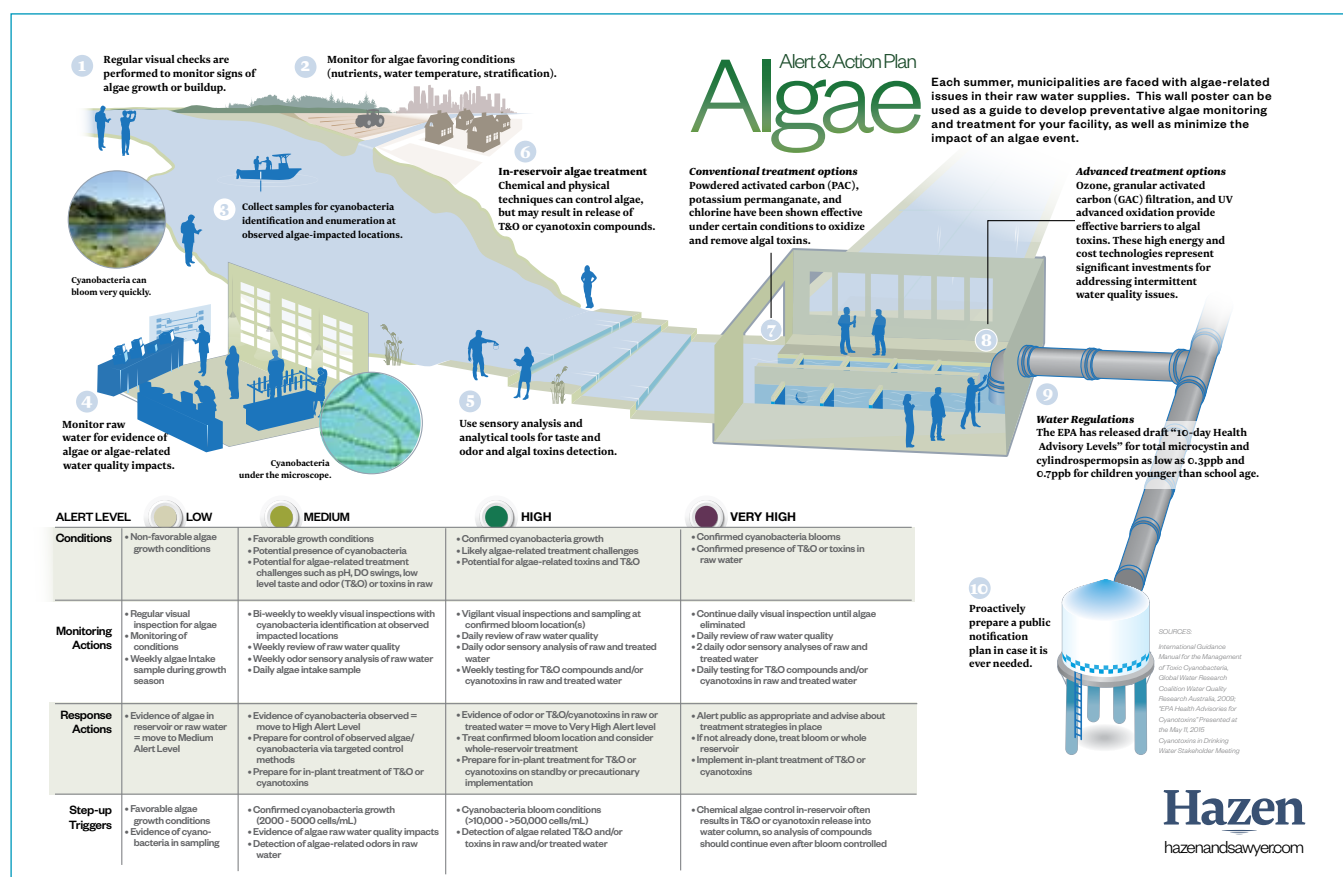 Alert & Action Plan
Algae
Each summer, municipalities are faced with algae-related
issues in their raw water supplies. This wall poster can be
used as a guide to develop preventative algae monitoring
and treatment for your facility, as well as minimize the
impact of an algae event.
1
Regular visual checks are
performed to monitor signs of
algae growth or buildup.
2
Monitor for algae favoring conditions
(nutrients, water temperature, stratification).
3
Collect samples for cyanobacteria
identification and enumeration at
observed algae-impacted locations.
Cyanobacteria can
bloom very quickly.
4
Monitor raw
water for evidence of
algae or algae-related
water quality impacts.
Cyanobacteria
under the microscope.
5
Use sensory analysis and
analytical tools for taste and
odor and algal toxins detection.
6
In-reservoir algae treatment
Chemical and physical
techniques can control algae,
but may result in release of
T&O or cyanotoxin compounds.
Conventional treatment options
Powdered activated carbon (PAC),
potassium permanganate, and
chlorine have been shown effective
under certain conditions to oxidize
and remove algal toxins.
7
Advanced treatment options
Ozone, granular activated
carbon (GAC) filtration, and UV
advanced oxidation provide
effective barriers to algal
toxins. These high energy and
cost technologies represent
significant investments for
addressing intermittent
water quality issues.
8
9
Water Regulations
The EPA has released draft “10-day Health
Advisory Levels” for total microcystin and
cylindrospermopsin as low as 0.3ppb and
0.7ppb for children younger than school age.
10
Proactively
prepare a public
notification
plan in case it is
ever needed.
ALERT LEVEL
LOW
MEDIUM
HIGH
VERY HIGH
Conditions
• Non-favorable algae
growth conditions
• Favorable growth conditions
• Potential presence of cyanobacteria
• Potential for algae-related treatment
challenges such as pH, DO swings, low
level taste and odor (T&O) or toxins in raw
• Confirmed cyanobacteria growth
• Likely algae-related treatment challenges
• Potential for algae-related toxins and T&O
• Confirmed cyanobacteria blooms
• Confirmed presence of T&O or toxins in
raw water
Monitoring
Actions
• Regular visual
inspection for algae
• Monitoring of
conditions
• Weekly algae Intake
sample during growth
season
• Bi-weekly to weekly visual inspections with
cyanobacteria identification at observed
impacted locations
• Weekly review of raw water quality
• Weekly odor sensory analysis of raw water
• Daily algae intake sample
• Vigilant visual inspections and sampling at
confirmed bloom location(s)
• Daily review of raw water quality
• Daily odor sensory analysis of raw and treated
water
• Weekly testing for T&O compounds and/or
cyanotoxins in raw and treated water
• Continue daily visual inspection until algae
eliminated
• Daily review of raw water quality
• 2 daily odor sensory analyses of raw and
treated water
• Daily testing for T&O compounds and/or
cyanotoxins in raw and treated water
Response
Actions
• Evidence of algae in
reservoir or raw water
= move to Medium
Alert Level
• Evidence of cyanobacteria observed =
move to High Alert Level
• Prepare for control of observed algae/
cyanobacteria via targeted control
methods
• Prepare for in-plant treatment of T&O or
cyanotoxins
• Evidence of odor or T&O/cyanotoxins in raw or
treated water = move to Very High Alert level
• Treat confirmed bloom location and consider
whole-reservoir treatment
• Prepare for in-plant treatment for T&O or
cyanotoxins on standby or precautionary
implementation
• Alert public as appropriate and advise about
treatment strategies in place
• If not already done, treat bloom or whole
reservoir
• Implement in-plant treatment of T&O or
cyanotoxins
Step-up
Triggers
• Favorable algae
growth conditions
• Evidence of cyano-
bacteria in sampling
• Confirmed cyanobacteria growth
(2000 - 5000 cells/mL)
• Evidence of algae raw water quality impacts
• Detection of algae-related odors in raw
water
• Cyanobacteria bloom conditions
(>10,000 - >50,000 cells/mL)
• Detection of algae related T&O and/or
toxins in raw and/or treated water
• Chemical algae control in-reservoir often
results in T&O or cyanotoxin release into
water column, so analysis of compounds
should continue even after bloom controlled
SOURCES:
International Guidance
Manual for the Management
of Toxic Cyanobacteria,
Global Water Research
Coalition Water Quality
Research Australia, 2009;
"EPA Health Advisories for
Cyanotoxins" Presented at
the May 11, 2015
Cyanotoxins in Drinking
Water Stakeholder Meeting
Hazen
hazenandsawyer.com